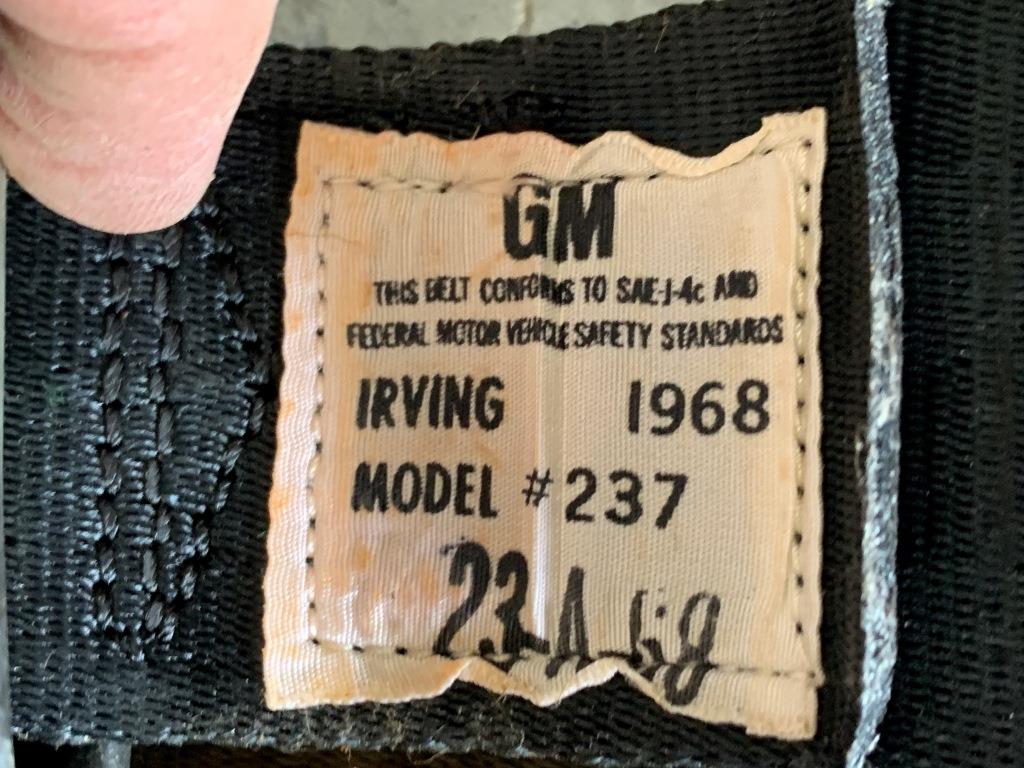 GM
THIS BELT CONFORMS TO SAE-J-4c AND
FEDERAL MOTOR VEHICLE SAFETY STANDARDS
IRVING 1968
MODEL #237
23-A-68